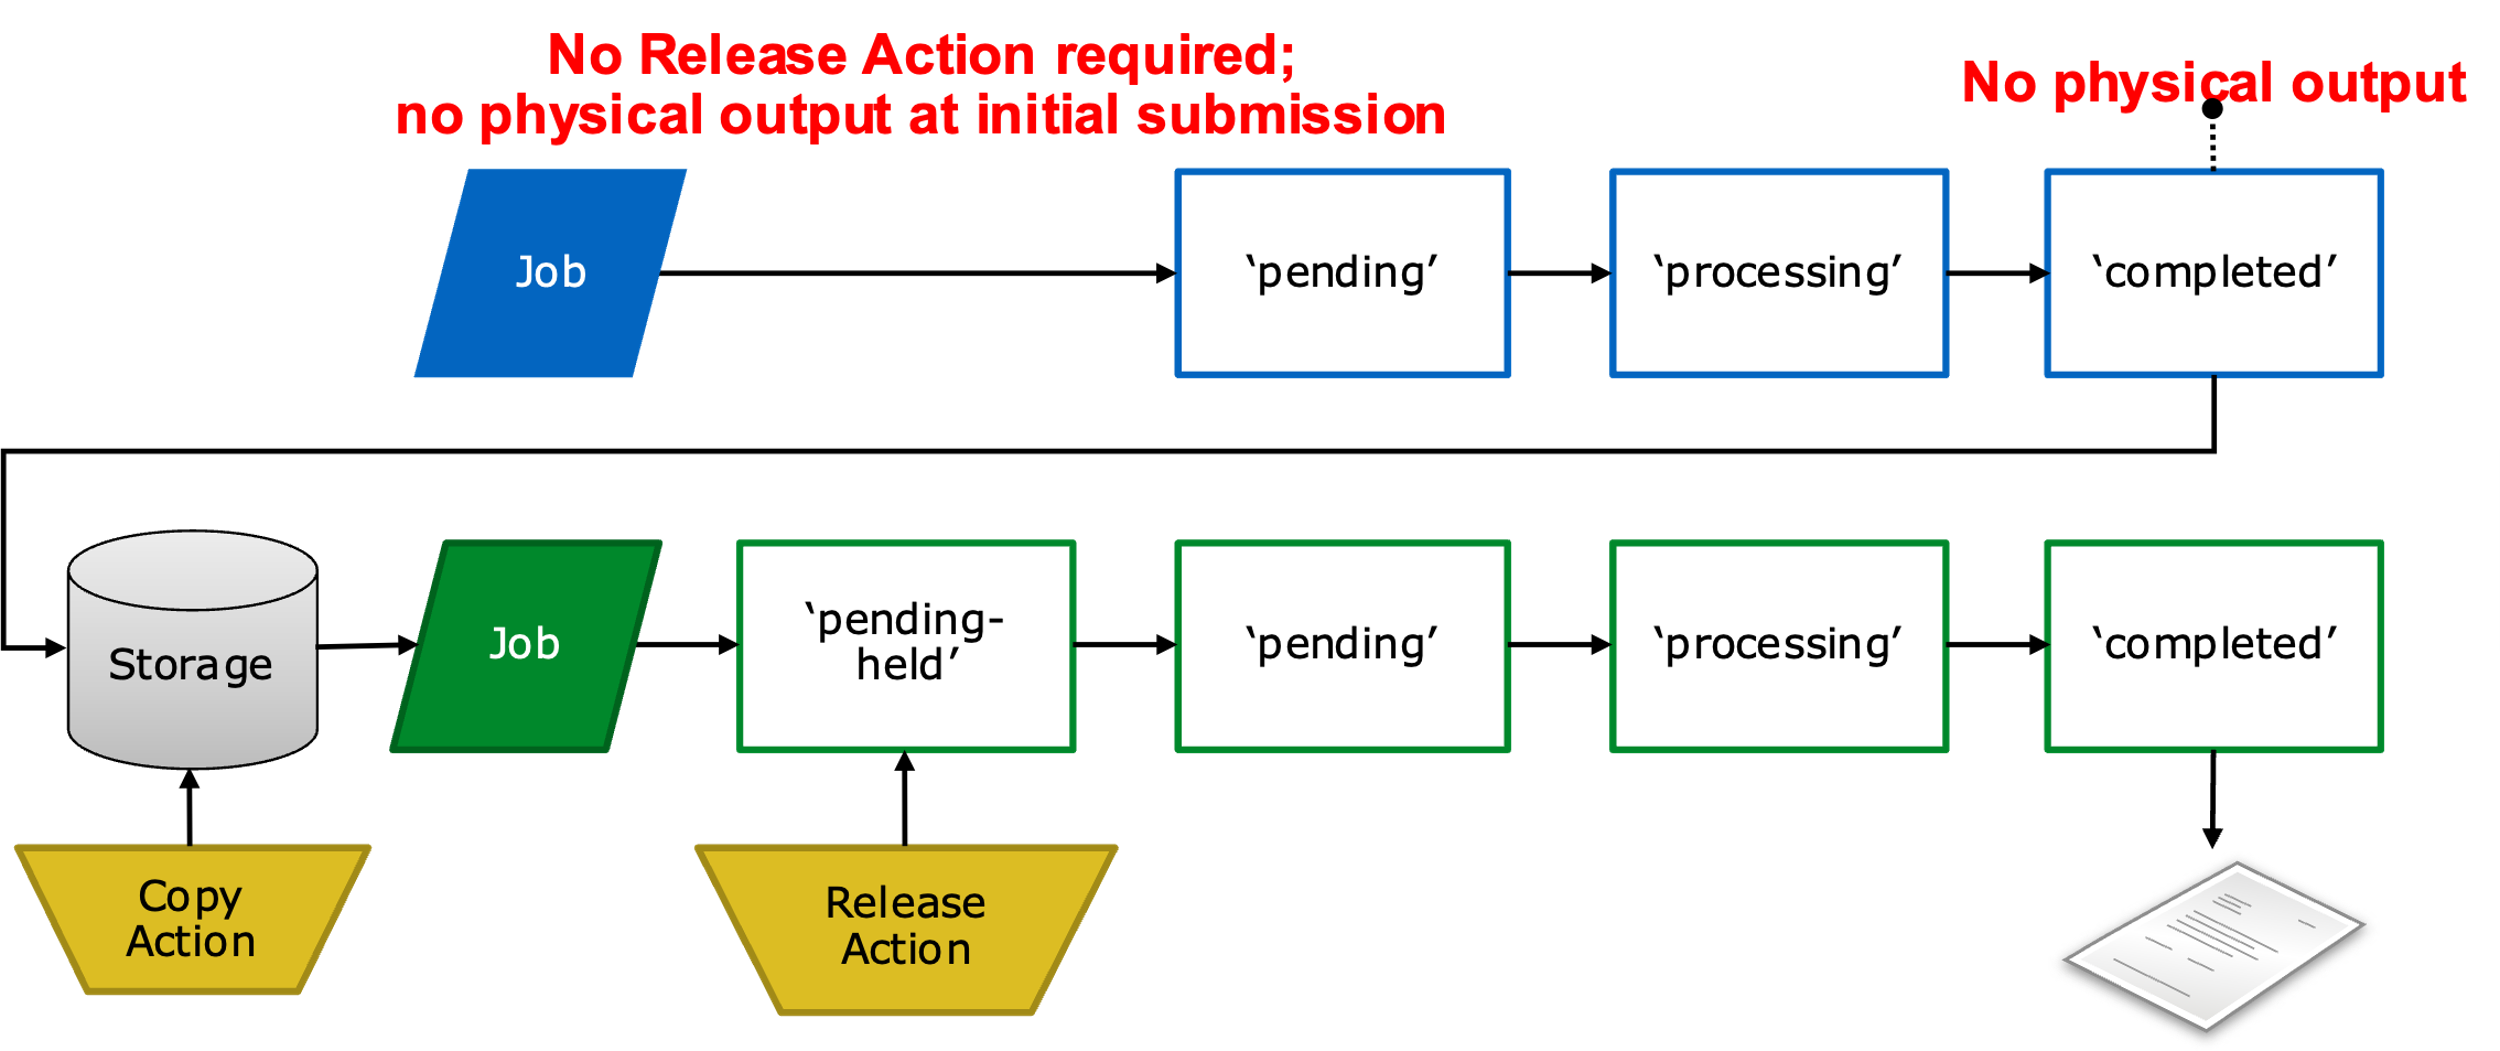 No Release Action required;
no physical output at initial submission
No physical output
Job
‘pending’
‘processing’
‘completed’
Storage
Job
‘pending-
held’
‘pending’
‘processing’
‘completed’
Copy
Action
Release
Action